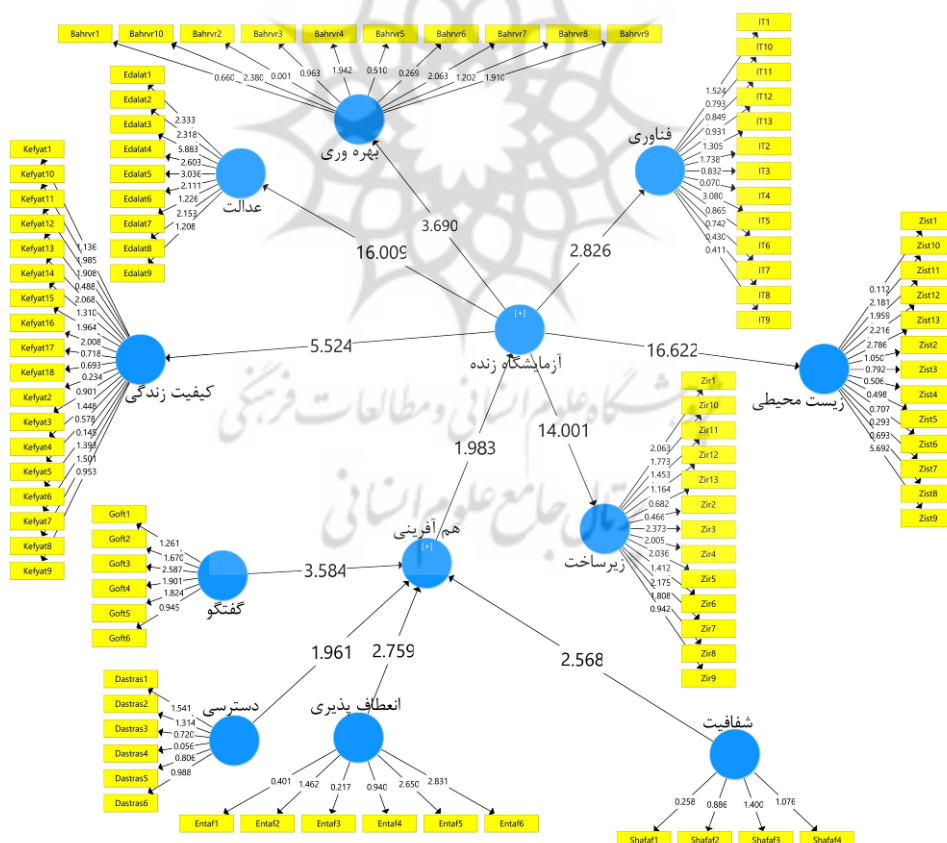 Bahrvr1 Bahrvr10 Bahrvr2 Bahrvr3 Bahrvr4 Bahrvr5 Bahrvr6 Bahrvr7 Bahrvr8 Bahrvr9
0.660 2.380 0.001 0.963 1.942 0.510 0.269 2.063 1.202 1.910
بهره وری
IT1
IT10
IT11
IT12
IT13
IT2
IT3
IT4
IT5
IT6
IT7
IT8
IT9
1.524
0.793
0.849
0.931
1.305
1.738
0.832
0.070
3.080
0.865
0.742
0.430
0.411
فناوری
Edalat1
Edalat2
Edalat3
Edalat4
Edalat5
Edalat6
Edalat7
Edalat8
Edalat9
2.333
2.318
5.883
2.603
3.036
2.111
1.226
2.153
1.208
عدالت
Kefyat1
Kefyat10
Kefyat11
Kefyat12
Kefyat13
Kefyat14
Kefyat15
Kefyat16
Kefyat17
Kefyat18
Kefyat2
Kefyat3
Kefyat4
Kefyat5
Kefyat6
Kefyat7
Kefyat8
Kefyat9
1.136
1.985
1.908
0.488
2.068
1.310
1.964
2.008
0.718
0.693
0.234
0.901
1.448
0.578
0.145
1.393
1.501
0.953
کیفیت زندگی
16.009
3.690
2.826
5.524
16.622
[+]
آزمایشگاه زنده
1.983
14.001
Zist1
Zist10
Zist11
Zist12
Zist13
Zist2
Zist3
Zist4
Zist5
Zist6
Zist7
Zist8
Zist9
0.112
2.181
1.959
2.216
2.786
1.050
0.792
0.506
0.498
0.707
0.293
0.693
5.692
زیست محیطی
Zir1
Zir10
Zir11
Zir12
Zir13
Zir2
Zir3
Zir4
Zir5
Zir6
Zir7
Zir8
Zir9
2.063
1.773
1.453
1.164
0.682
0.466
2.373
2.005
2.036
1.412
2.175
1.808
0.942
زیرساخت
پژوهشگاه علوم انسانی و مطالعات فرهنگی
پرتال جامع علوم انسانی
هم آفرینی
[+]
Goft1
Goft2
Goft3
Goft4
Goft5
Goft6
1.261
1.670
2.587
1.901
1.824
0.945
گفتگو
3.584
1.961
2.759
2.568
Dastras1
Dastras2
Dastras3
Dastras4
Dastras5
Dastras6
1.541
1.314
0.720
0.056
0.806
0.988
دسترسی
انعطاف پذیری
0.401 1.462 0.217 0.940 2.650 2.831
Entaf1 Entaf2 Entaf3 Entaf4 Entaf5 Entaf6
شفافیت
0.258 0.886 1.400 1.076
Shafaf1 Shafaf2 Shafaf3 Shafaf4